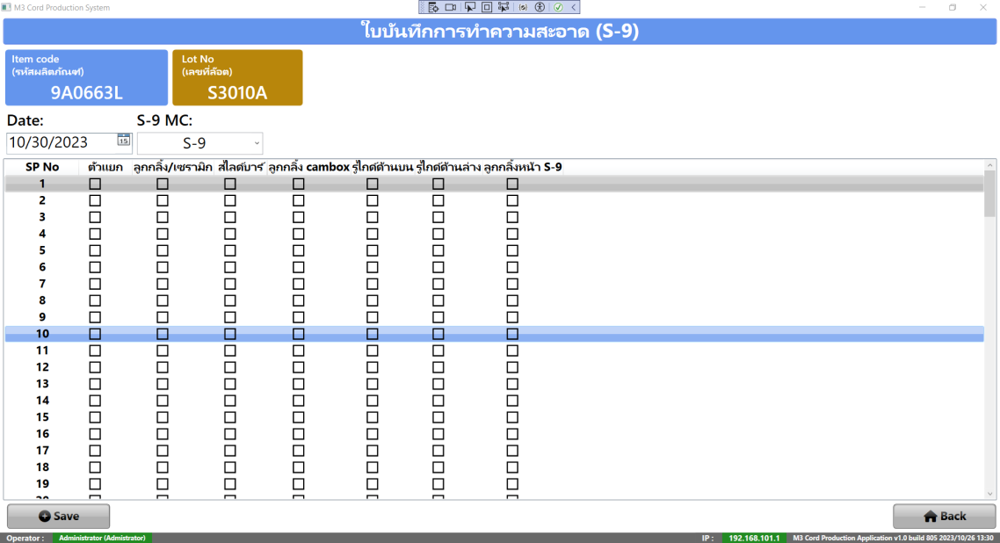 M3 Cord Production System
ใบบันทึกการทำความสะอาด (S-9)
Item code
(รหัสผลิตภัณฑ์)
9A0663L
Lot No
(เลขที่ล๊อต)
S3010A
Date:
S-9 MC:
10/30/2023
15
S-9
SP No ตัวแยก ลูกกลิ้ง/เซรามิก สไลด์บาร์ ลูกกลิ้ง cambox รูไกด์ด้านบน รูไกด์ด้านล่าง ลูกกลิ้งหน้า S-9
1
2
3
4
5
6
7
8
9
10
11
12
13
14
15
16
17
18
19
20
Save
Back
Operator : Administrator (Admistrator)
IP : 192.168.101.1 M3 Cord Production Application v1.0 build 805 2023/10/26 13:30